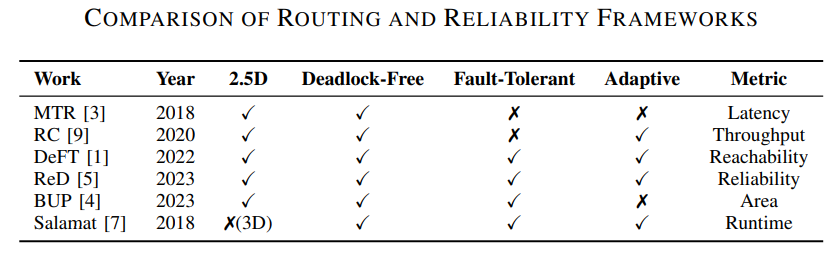 COMPARISON OF ROUTING AND RELIABILITY FRAMEWORKS
Work Year 2.5D Deadlock-Free Fault-Tolerant Adaptive Metric
MTR [3] 2018 ✓ ✓ ✗ ✗ Latency
RC [9] 2020 ✓ ✓ ✗ ✓ Throughput
DeFT [1] 2022 ✓ ✓ ✓ ✓ Reachability
ReD [5] 2023 ✓ ✓ ✓ ✓ Reliability
BUP [4] 2023 ✓ ✓ ✓ ✗ Area
Salamat [7] 2018 ✗(3D) ✓ ✓ ✓ Runtime